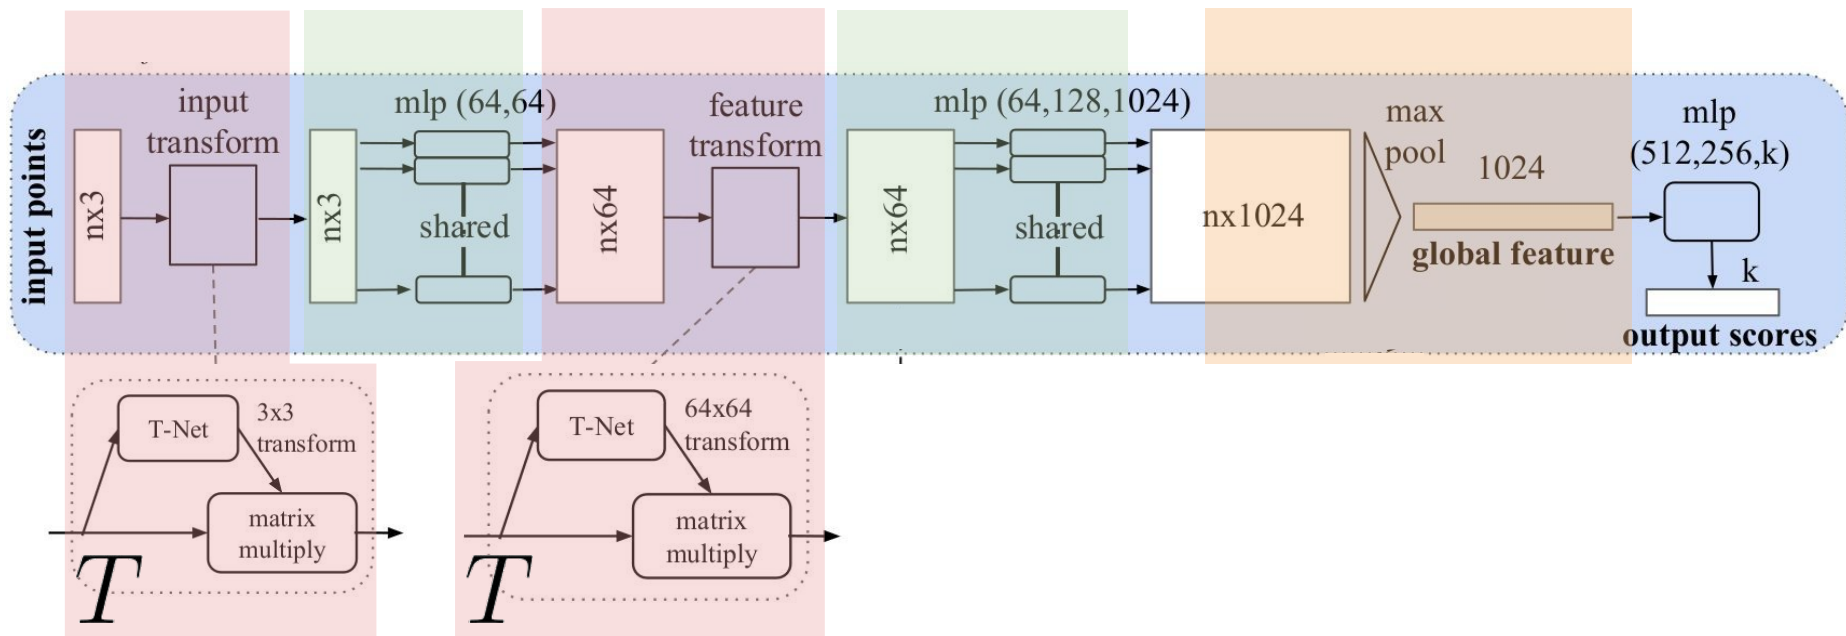 input points
nx3
input
transform
nx3
mlp (64,64)
shared
nx64
feature
transform
nx64
mlp (64,128,1024)
shared
nx1024
max
pool
1024
global feature
mlp
(512,256,k)
k
output scores
T-Net
3x3
transform
matrix
multiply
T
T-Net
64x64
transform
matrix
multiply
T